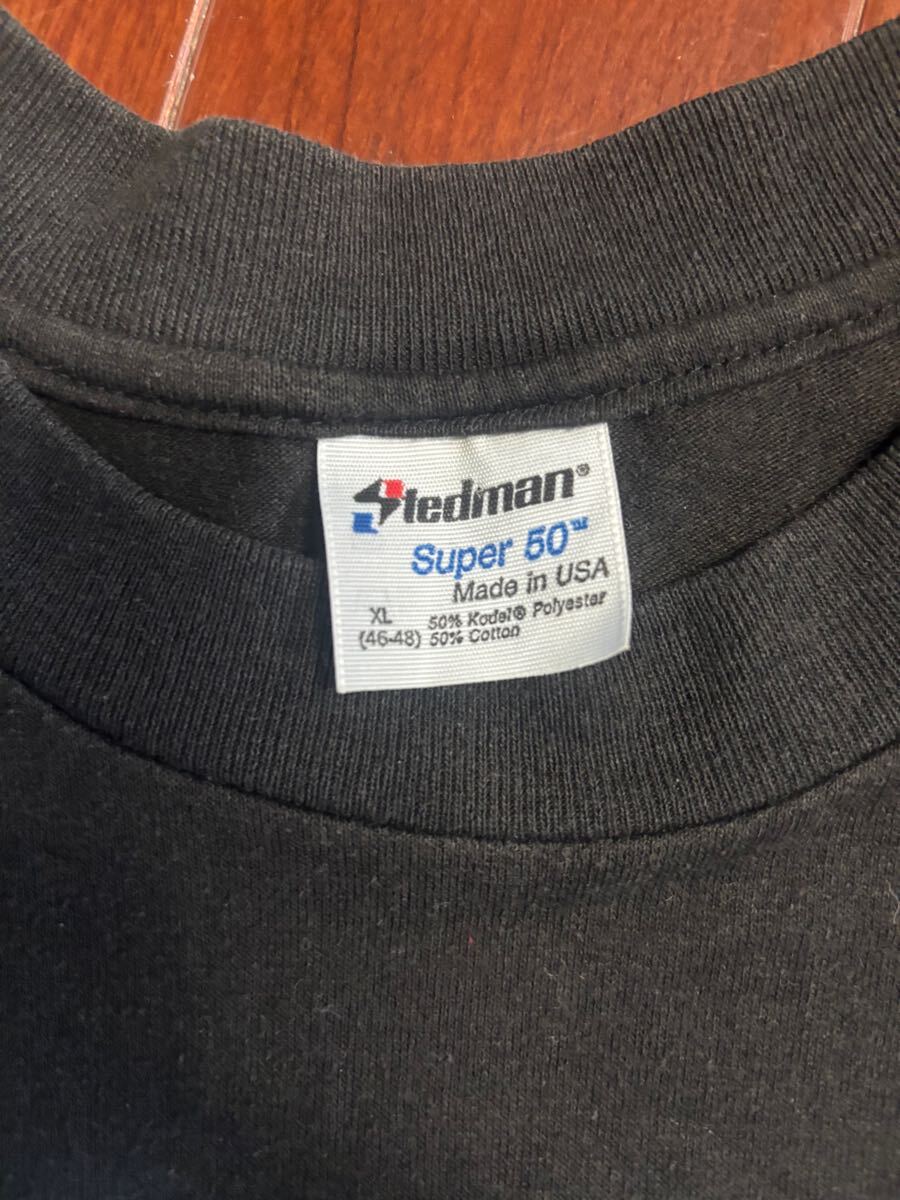 Stedman®
Super 50™
Made in USA
XL 50% Kodel® Polyester
(46-48) 50% Cotton